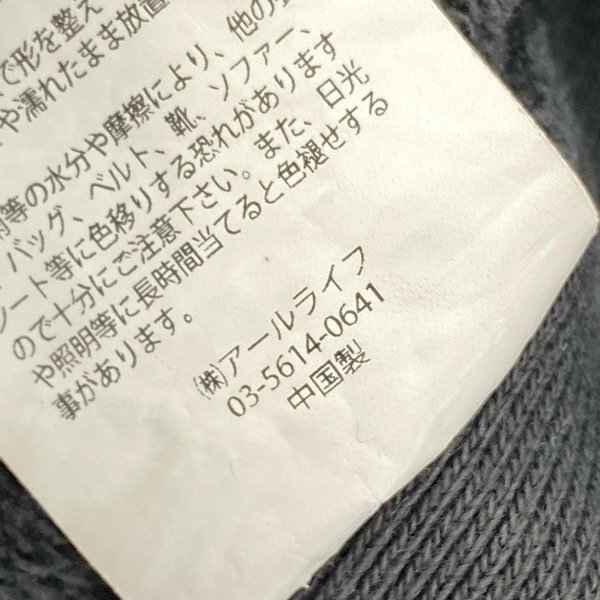 で形を整え
や濡れたまま放置
等の水分や摩擦により、他の
バッグ、ベルト、靴、ソファー、
シート等に色移りする恐れがあります
ので十分にご注意下さい。また、日光
や照明等に長時間当てると色褪せする
事があります。
㈱アールライフ
03-5614-0641
中国製